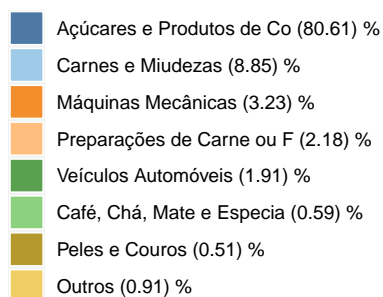 Açúcares e Produtos de Co (80.61) %
Carnes e Miudezas (8.85) %
Máquinas Mecânicas (3.23) %
Preparações de Carne ou F (2.18) %
Veículos Automóveis (1.91) %
Café, Chá, Mate e Especia (0.59) %
Peles e Couros (0.51) %
Outros (0.91) %